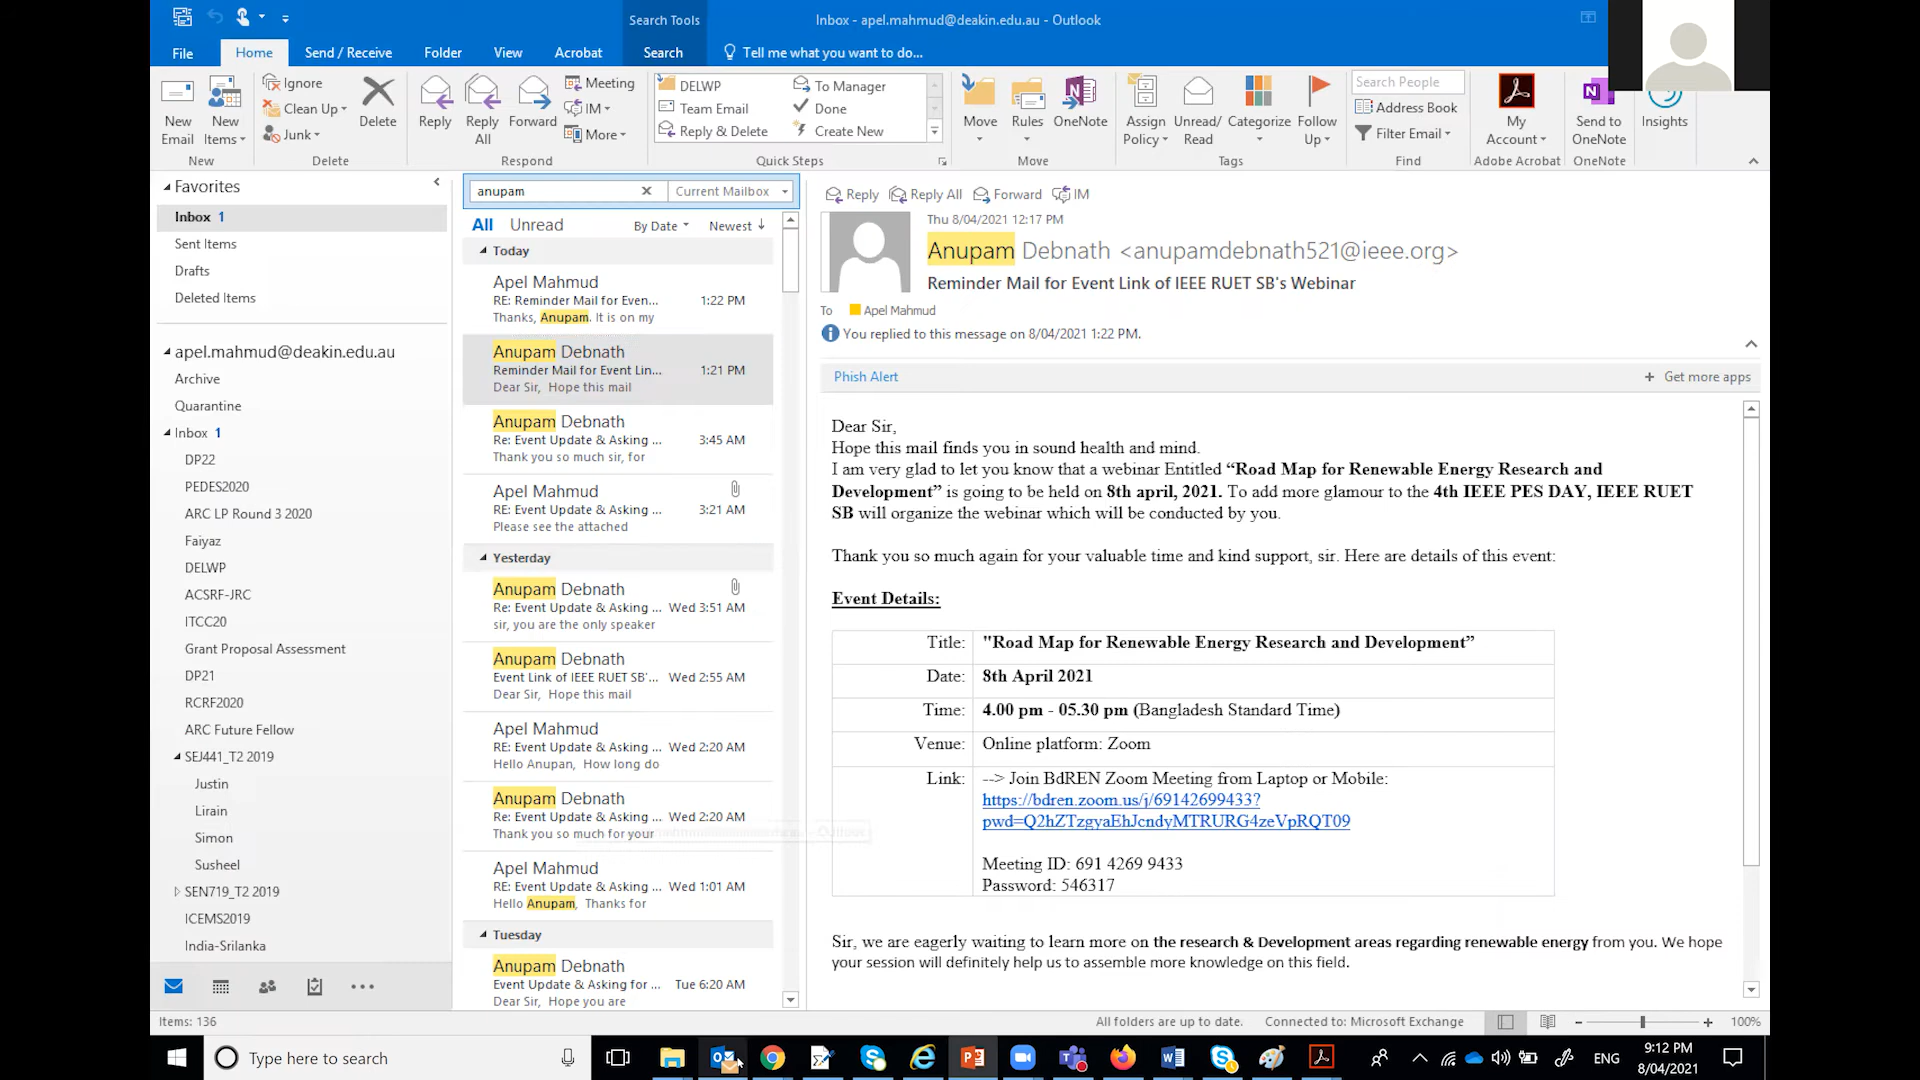 Search Tools
Inbox - apel.mahmud@deakin.edu.au - Outlook
File
Home
Send / Receive
Folder
View
Acrobat
Search
Tell me what you want to do...
New
Email
New
Items
New
Ignore
Clean Up
Junk
Delete
Delete
Reply
Reply
All
Forward
Meeting
IM
More
Respond
DELWP
Team Email
Reply & Delete
To Manager
Done
Create New
Quick Steps
Move
Rules
OneNote
Move
Assign
Policy
Unread/
Read
Categorize
Follow
Up
Tags
Search People
Address Book
Filter Email
Find
My
Account
Adobe Acrobat
Send to
OneNote
OneNote
Insights
Favorites
Inbox 1
Sent Items
Drafts
Deleted Items
apel.mahmud@deakin.edu.au
Archive
Quarantine
Inbox 1
DP22
PEDES2020
ARC LP Round 3 2020
Faiyaz
DELWP
ACSRF-JRC
ITCC20
Grant Proposal Assessment
DP21
RCRF2020
ARC Future Fellow
SEJ441_T2 2019
Justin
Lirain
Simon
Susheel
SEN719_T2 2019
ICEMS2019
India-Srilanka
anupam
Current Mailbox
All Unread
By Date
Newest
Today
Apel Mahmud
RE: Reminder Mail for Even... 1:22 PM
Thanks, Anupam. It is on my
Anupam Debnath
Reminder Mail for Event Lin... 1:21 PM
Dear Sir, Hope this mail
Anupam Debnath
Re: Event Update & Asking ... 3:45 AM
Thank you so much sir, for
Apel Mahmud
RE: Event Update & Asking ... 3:21 AM
Please see the attached
Yesterday
Anupam Debnath
Re: Event Update & Asking ... Wed 3:51 AM
sir, you are the only speaker
Anupam Debnath
Event Link of IEEE RUET SB'... Wed 2:55 AM
Dear Sir, Hope this mail
Apel Mahmud
RE: Event Update & Asking ... Wed 2:20 AM
Hello Anupan, How long do
Anupam Debnath
Re: Event Update & Asking ... Wed 2:20 AM
Thank you so much for your
Apel Mahmud
RE: Event Update & Asking ... Wed 1:01 AM
Hello Anupam, Thanks for
Tuesday
Anupam Debnath
Event Update & Asking for ... Tue 6:20 AM
Dear Sir, Hope you are
Reply
Reply All
Forward
IM
Thu 8/04/2021 12:17 PM
Anupam Debnath <anupamdebnath521@ieee.org>
Reminder Mail for Event Link of IEEE RUET SB's Webinar
To Apel Mahmud
You replied to this message on 8/04/2021 1:22 PM.
Phish Alert
+ Get more apps
Dear Sir,
Hope this mail finds you in sound health and mind.
I am very glad to let you know that a webinar Entitled “Road Map for Renewable Energy Research and
Development” is going to be held on 8th april, 2021. To add more glamour to the 4th IEEE PES DAY, IEEE RUET
SB will organize the webinar which will be conducted by you.
Thank you so much again for your valuable time and kind support, sir. Here are details of this event:
Event Details:
Title: "Road Map for Renewable Energy Research and Development”
Date: 8th April 2021
Time: 4.00 pm - 05.30 pm (Bangladesh Standard Time)
Venue: Online platform: Zoom
Link: --> Join BdREN Zoom Meeting from Laptop or Mobile:
https://bdren.zoom.us/j/69142699433?
pwd=Q2hZTzgyaEhJcndyMTRURG4zeVpRQT09
Meeting ID: 691 4269 9433
Password: 546317
Sir, we are eagerly waiting to learn more on the research & Development areas regarding renewable energy from you. We hope
your session will definitely help us to assemble more knowledge on this field.
Items: 136
All folders are up to date.
Connected to: Microsoft Exchange
100%
Type here to search
ENG
9:12 PM
8/04/2021